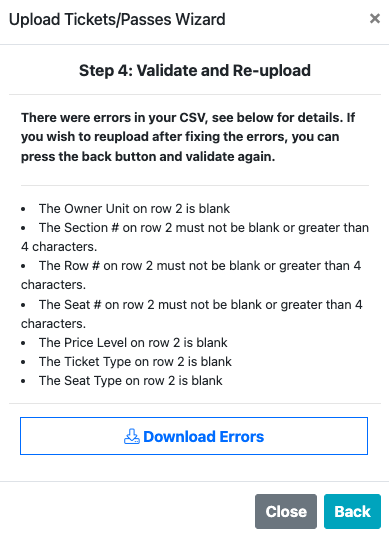 Upload Tickets/Passes Wizard ×
Step 4: Validate and Re-upload
There were errors in your CSV, see below for details. If
you wish to reupload after fixing the errors, you can
press the back button and validate again.
• The Owner Unit on row 2 is blank
• The Section # on row 2 must not be blank or greater than
4 characters.
• The Row # on row 2 must not be blank or greater than 4
characters.
• The Seat # on row 2 must not be blank or greater than 4
characters.
• The Price Level on row 2 is blank
• The Ticket Type on row 2 is blank
• The Seat Type on row 2 is blank
Download Errors
Close Back